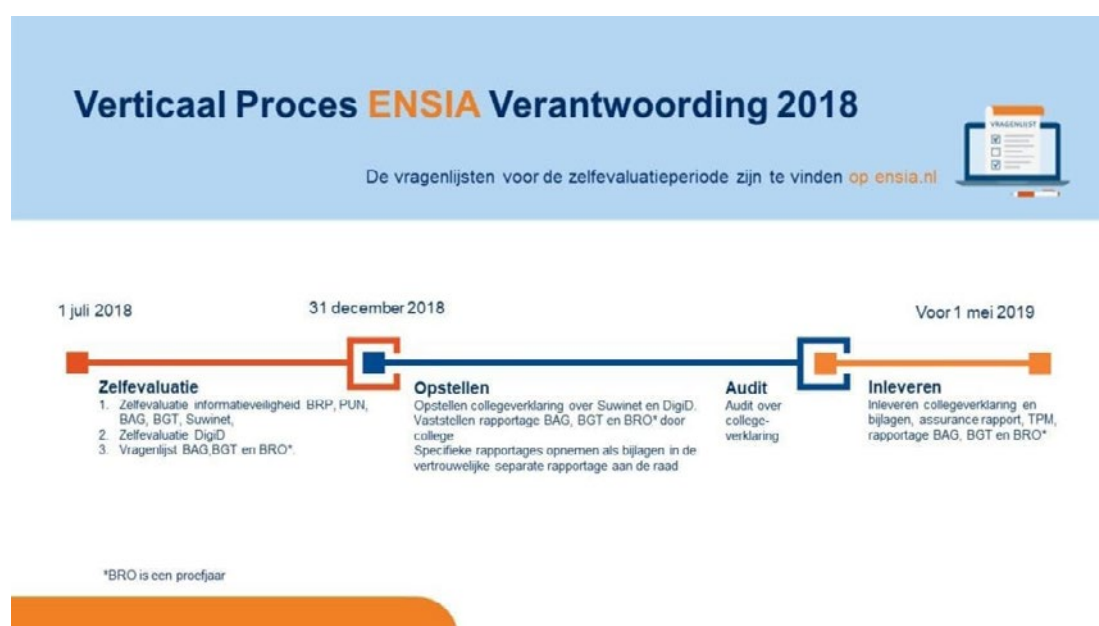 Verticaal Proces ENSIA Verantwoording 2018
VRAGENLIJST
De vragenlijsten voor de zelfevaluatieperiode zijn te vinden op ensia.nl
1 juli 2018
31 december 2018
Voor 1 mei 2019
Zelfevaluatie
1. Zelfevaluatie informatieveiligheid BRP, PUN,
BAG, BGT, Suwinet,
2. Zelfevaluatie DigiD
3. Vragenlijst BAG,BGT en BRO*.
Opstellen
Opstellen collegeverklaring over Suwinet en DigiD.
Vaststellen rapportage BAG, BGT en BRO* door
college
Specifieke rapportages opnemen als bijlagen in de
vertrouwelijke separate rapportage aan de raad
Audit
Audit over
college-
verklaring
Inleveren
Inleveren collegeverklaring en
bijlagen, assurance rapport, TPM,
rapportage BAG, BGT en BRO*
*BRO is een proefjaar